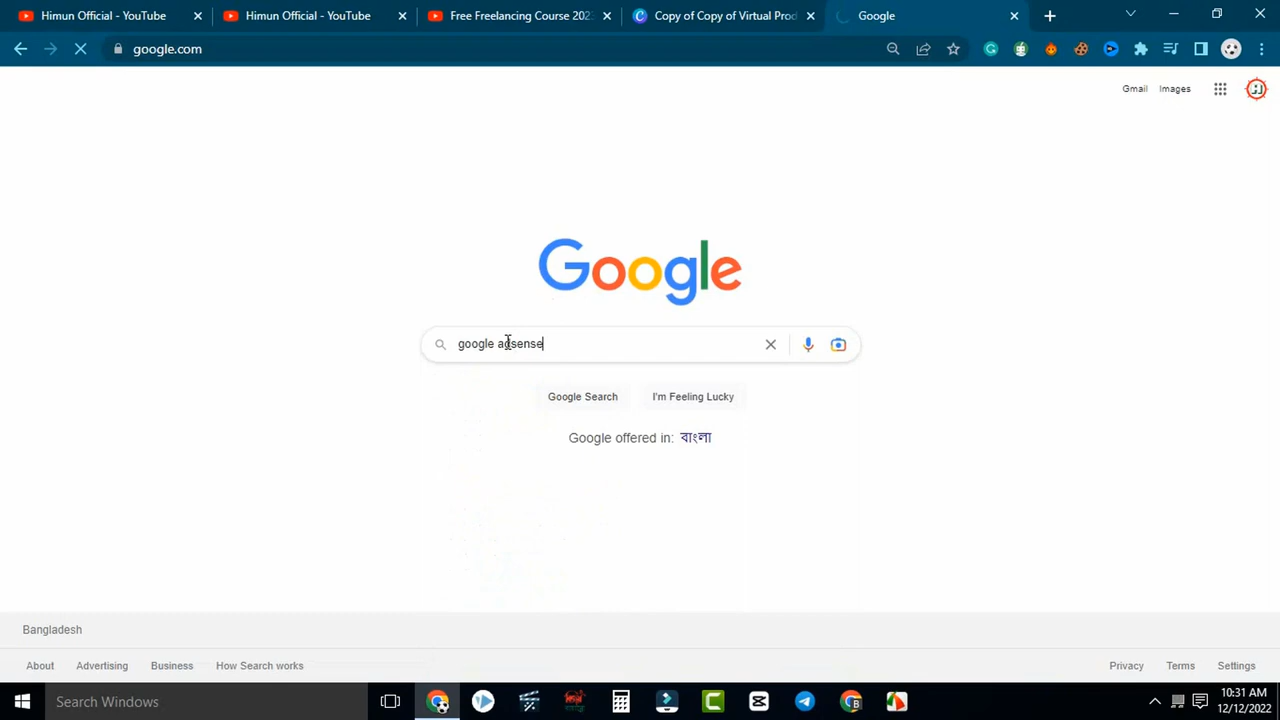 Himun Official - YouTube
Himun Official - YouTube
Free Freelancing Course 202
Copy of Copy of Virtual Prod
Google
google.com
Gmail
Images
Google
google adsense
Google Search
I'm Feeling Lucky
Google offered in: বাংলা
Bangladesh
About
Advertising
Business
How Search works
Privacy
Terms
Settings
Search Windows
10:31 AM
12/12/2022